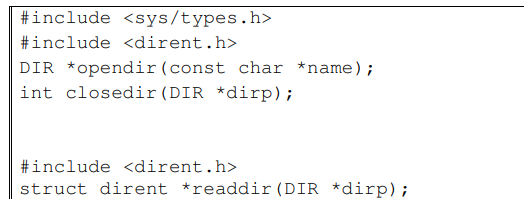 #include <sys/types.h>
#include <dirent.h>
DIR *opendir(const char *name);
int closedir(DIR *dirp);
#include <dirent.h>
struct dirent *readdir(DIR *dirp);